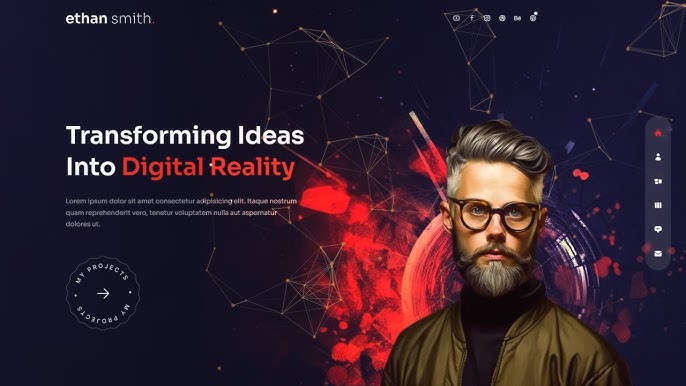 ethan smith.
Transforming Ideas
Into Digital Reality
Lorem ipsum dolor sit amet consectetur adipisicing elit. Itaque nostrum
quam reprehenderit vero, tenetur voluptatem nulla aut aspernatur
dolores ut.
MY PROJECTS • MY PROJECTS •